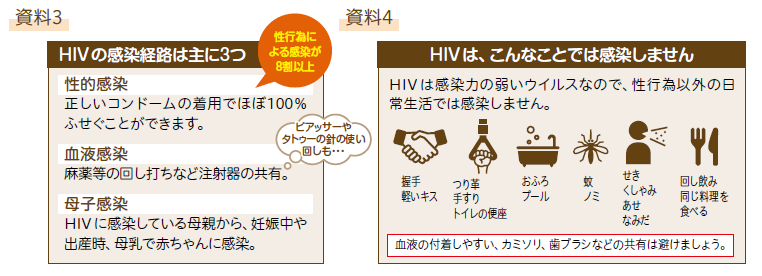 資料3
HIVの感染経路は主に3つ
性行為に
よる感染が
8割以上
性的感染
正しいコンドームの着用でほぼ100%
ふせぐことができます。
ピアッサーや
タトゥーの針の使い
回しも・・・
血液感染
麻薬等の回し打ちなど注射器の共有。
母子感染
HIVに感染している母親から、妊娠中や
出産時、母乳で赤ちゃんに感染。
資料4
HIVは、こんなことでは感染しません
HIVは感染力の弱いウイルスなので、性行為以外の日
常生活では感染しません。
握手
軽いキス
つり革
手すり
トイレの便座
おふろ
プール
蚊
ノミ
せき
くしゃみ
あせ
なみだ
回し飲み
同じ料理を
食べる
血液の付着しやすい、カミソリ、歯ブラシなどの共有は避けましょう。